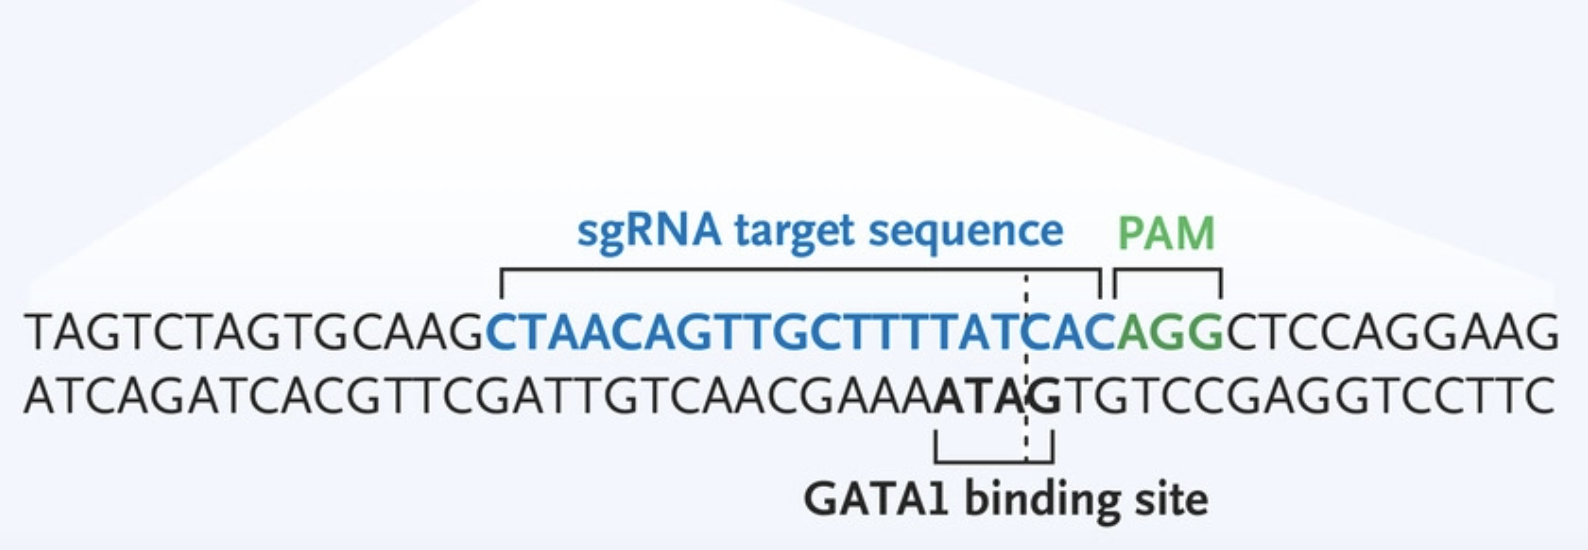 sgRNA target sequence PAM
TAGTCTAGTGCAAGCTAACAGTTGCTTTTATCACAGGCTCCAGGAAG
ATCAGATCACGTTCGATTGTCAACGAAAATAGTGTCCGAGGTCCTTC
GATA1 binding site